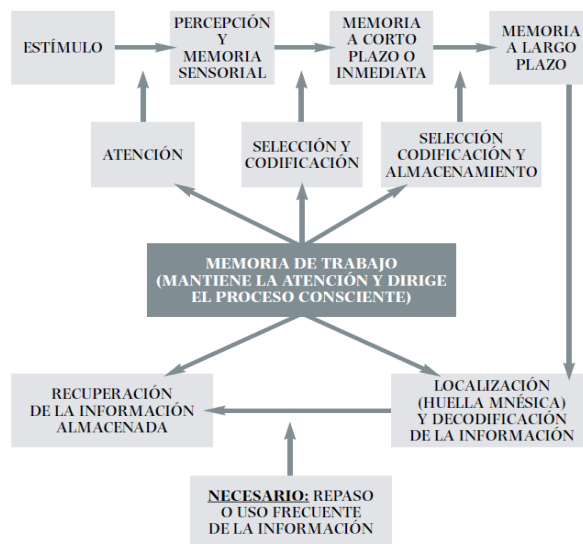 ESTÍMULO
PERCEPCIÓN
Y
MEMORIA
SENSORIAL
MEMORIA
A CORTO
PLAZO O
INMEDIATA
MEMORIA
A LARGO
PLAZO
ATENCIÓN
SELECCIÓN Y
CODIFICACIÓN
SELECCIÓN
CODIFICACIÓN Y
ALMACENAMIENTO
MEMORIA DE TRABAJO
(MANTIENE LA ATENCIÓN Y DIRIGE
EL PROCESO CONSCIENTE)
RECUPERACIÓN
DE LA INFORMACIÓN
ALMACENADA
LOCALIZACIÓN
(HUELLA MNÉSICA)
Y DECODIFICACIÓN
DE LA INFORMACIÓN
NECESARIO: REPASO
O USO FRECUENTE
DE LA INFORMACIÓN